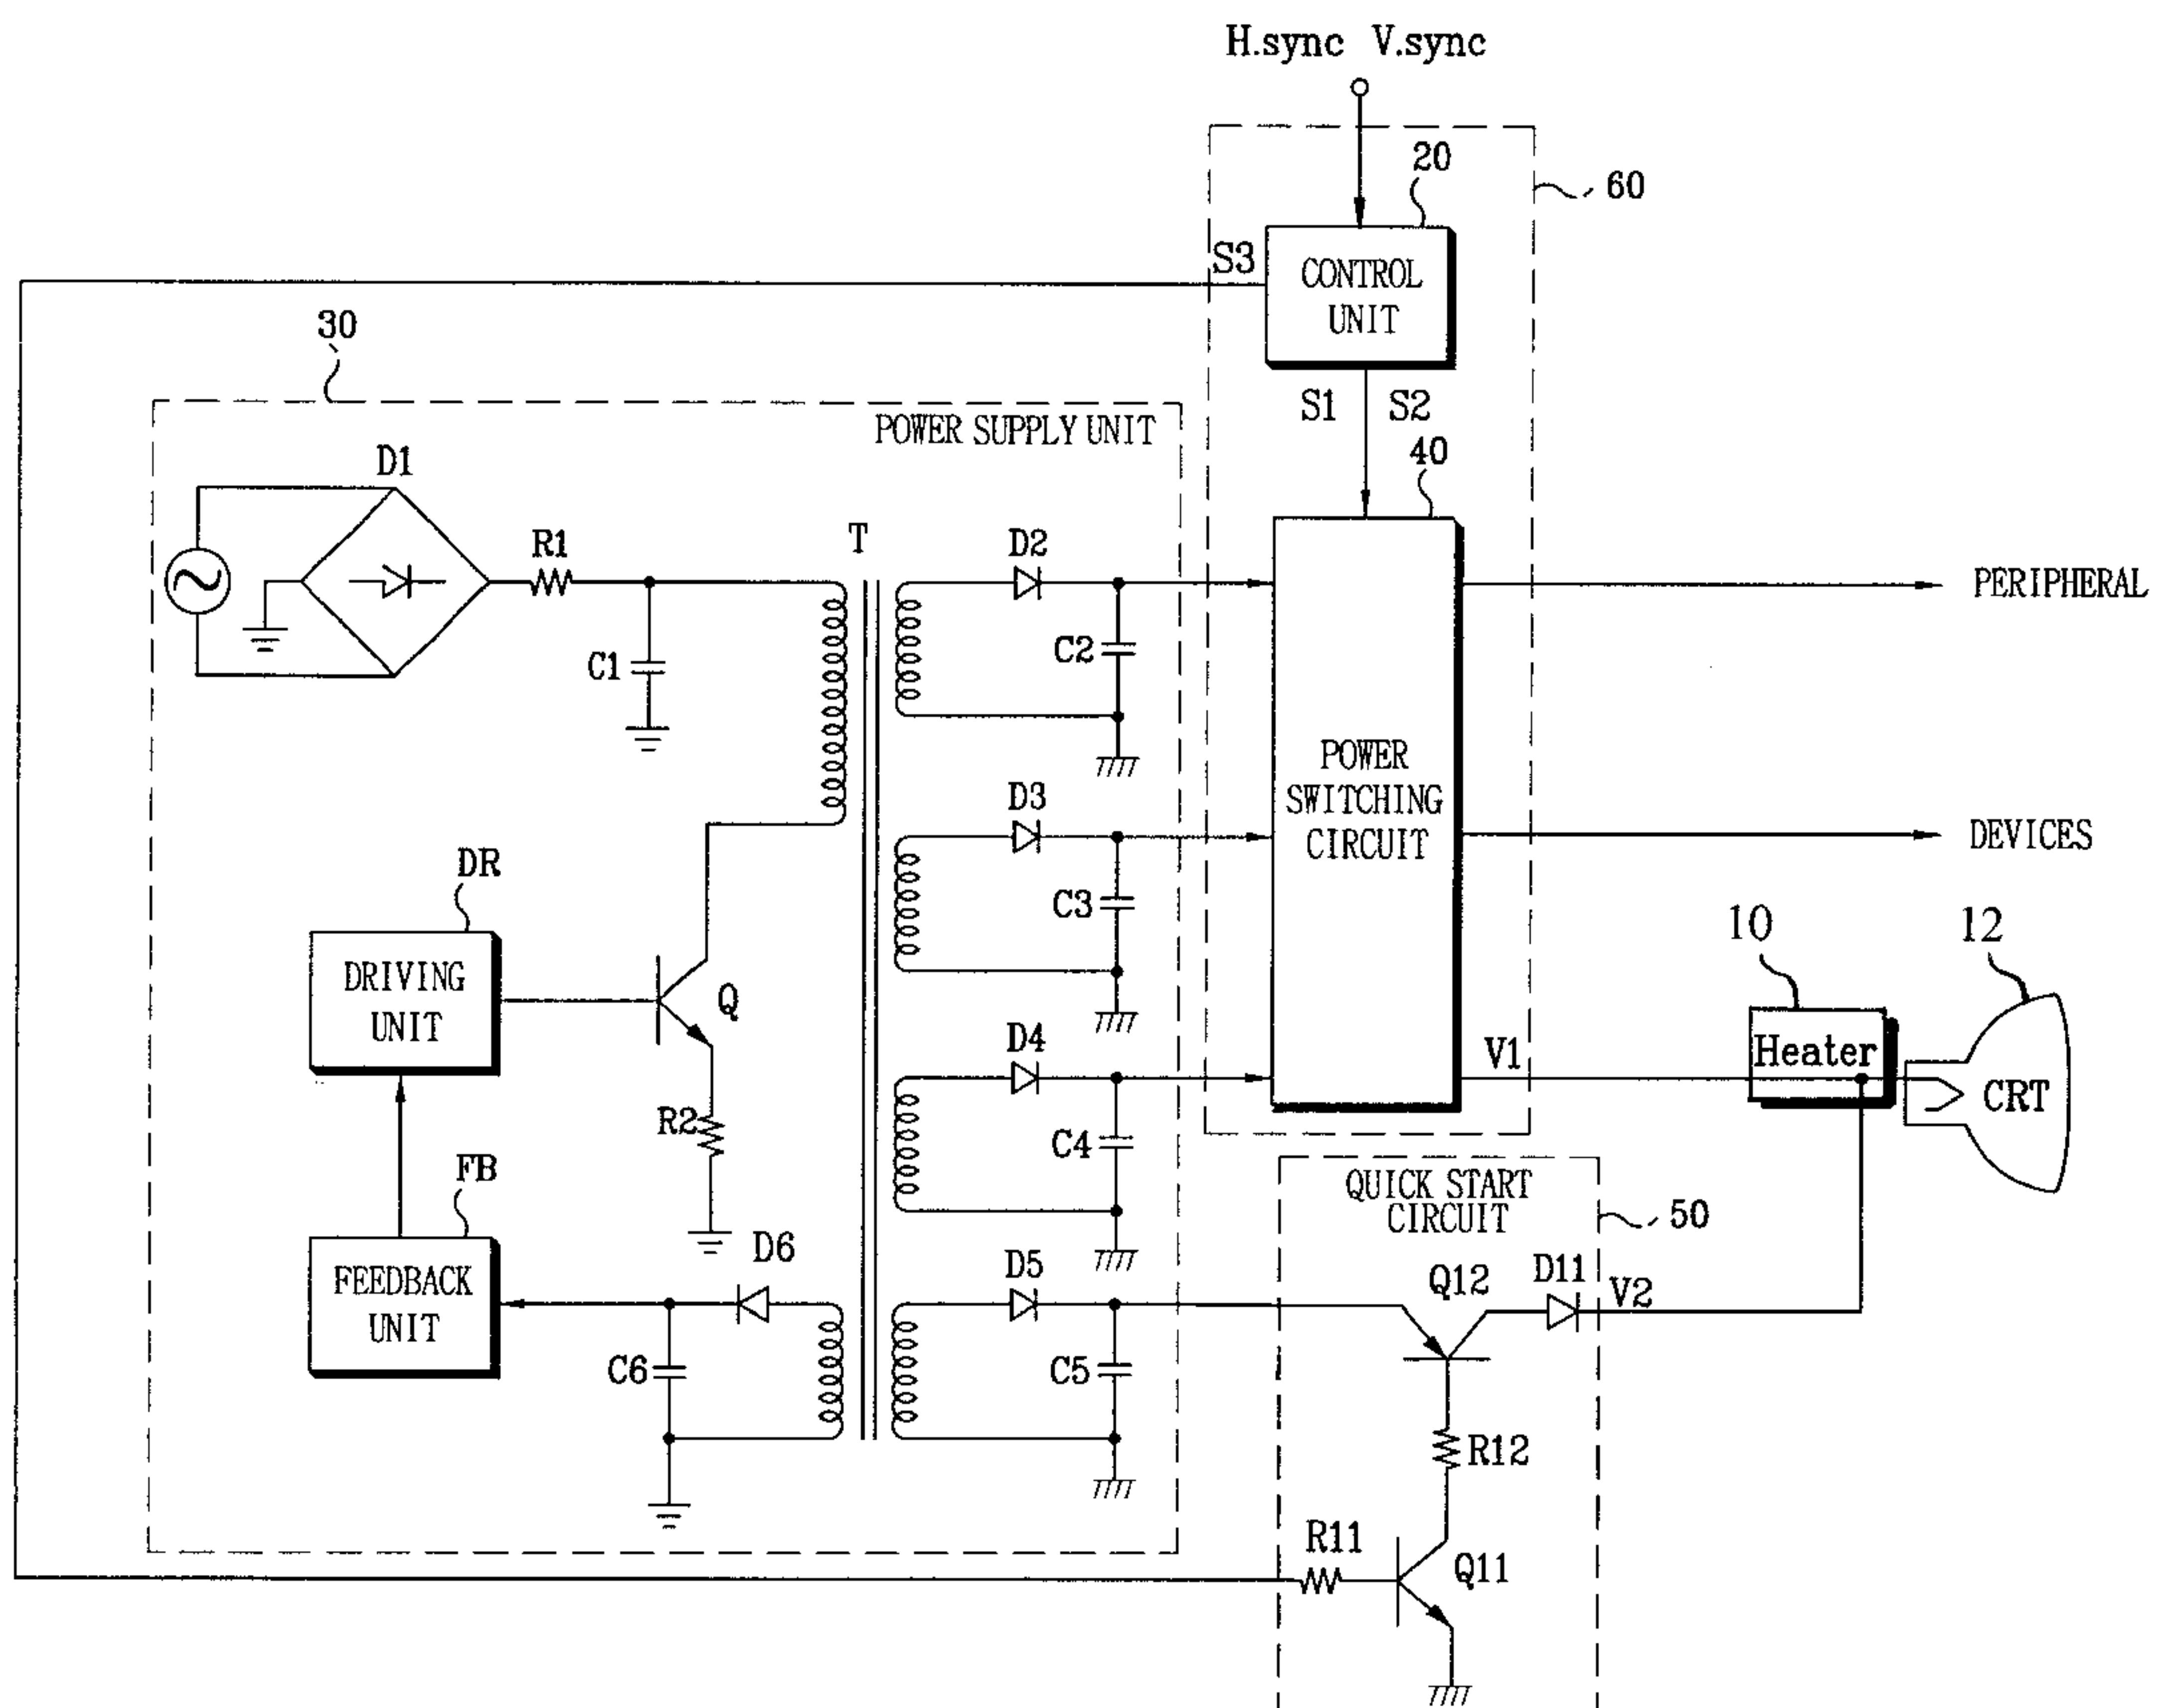 H.sync V.sync
20
60
S3
CONTROL
UNIT
30
S1 S2
POWER SUPPLY UNIT
40
D1
R1
T
D2
PERIPHERAL
C1
C2
POWER
SWITCHING
CIRCUIT
D3
DEVICES
DR
C3
10
12
DRIVING
UNIT
Q
D4
V1
Heater
CRT
R2
C4
FB
QUICK START
CIRCUIT
50
D6
D5
Q12
D11
V2
FEEDBACK
UNIT
C6
C5
R12
R11
Q11